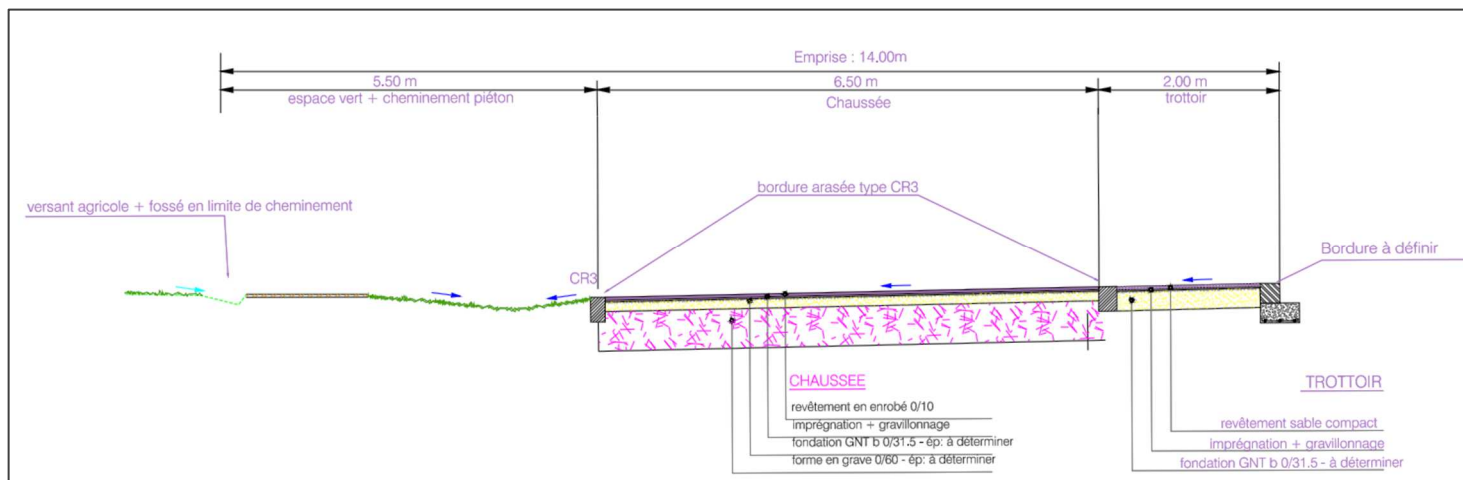 Emprise : 14.00m
5.50 m
6.50 m
2.00 m
espace vert + cheminement piéton
Chaussée
trottoir
bordure arasée type CR3
versant agricole + fossé en limite de cheminement
Bordure à définir
CR3
CHAUSSEE
revêtement en enrobé 0/10
imprégnation + gravillonnage
fondation GNT b 0/31.5 - ép: à déterminer
forme en grave 0/60 - ép: à déterminer
TROTTOIR
revêtement sable compact
imprégnation + gravillonnage
fondation GNT b 0/31.5 - à déterminer